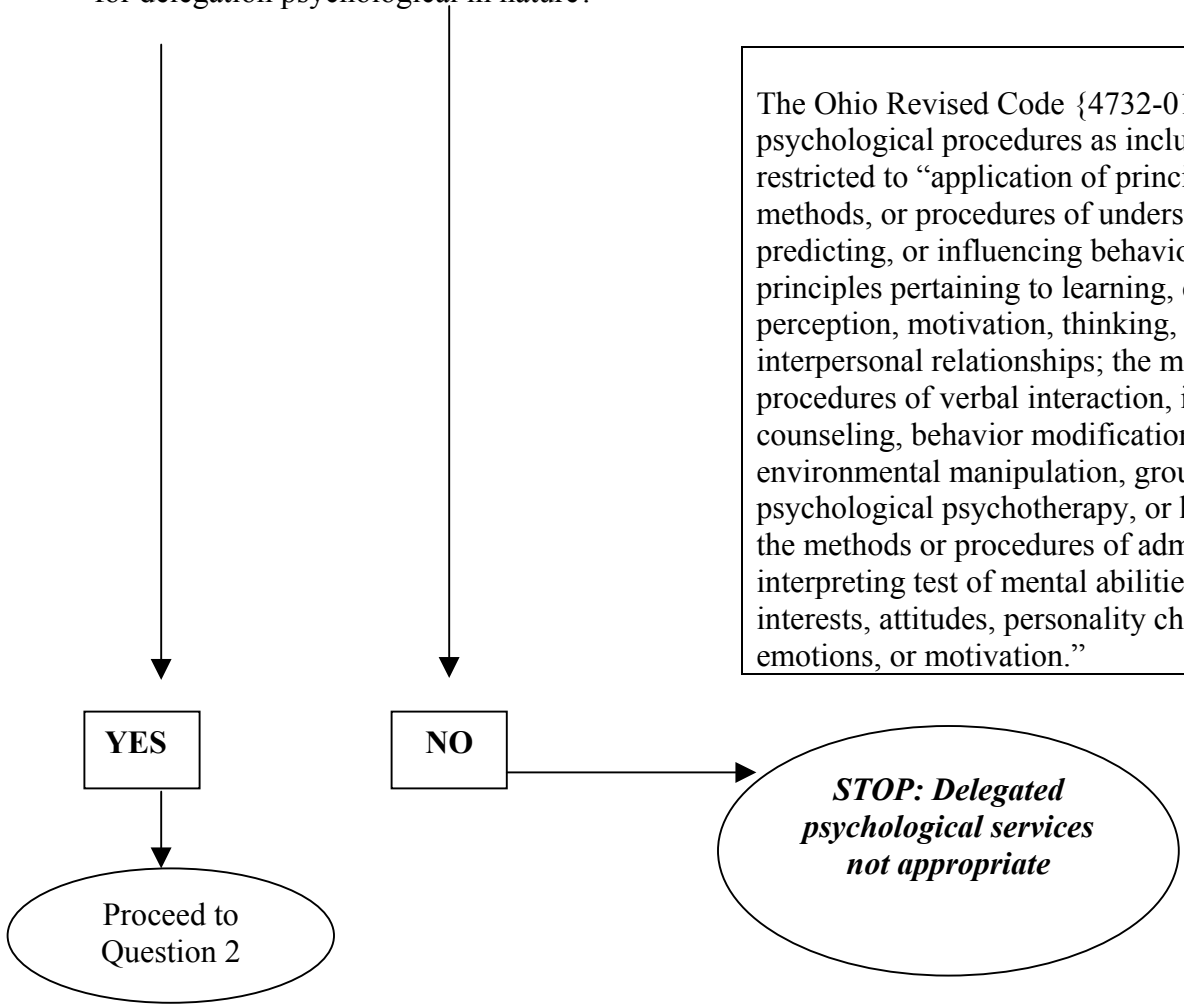 for delegation psychological in nature?
The Ohio Revised Code {4732-01
psychological procedures as inclu
restricted to “application of princi
methods, or procedures of unders
predicting, or influencing behavio
principles pertaining to learning,
perception, motivation, thinking,
interpersonal relationships; the m
procedures of verbal interaction, i
counseling, behavior modification
environmental manipulation, grou
psychological psychotherapy, or
the methods or procedures of adm
interpreting test of mental abilitie
interests, attitudes, personality ch
emotions, or motivation.”
YES
NO
STOP: Delegated
psychological services
not appropriate
Proceed to
Question 2